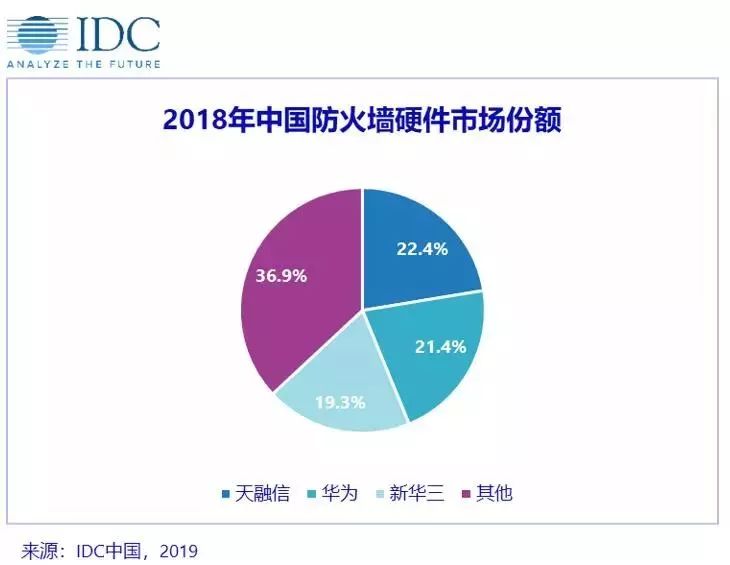 IDC
ANALYZE THE FUTURE
2018年中国防火墙硬件市场份额
22.4%
36.9%
21.4%
19.3%
天融信 华为 新华三 其他
来源：IDC中国，2019